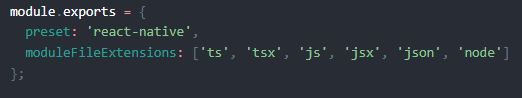 module.exports = {
  preset: 'react-native',
  moduleFileExtensions: ['ts', 'tsx', 'js', 'jsx', 'json', 'node']
};